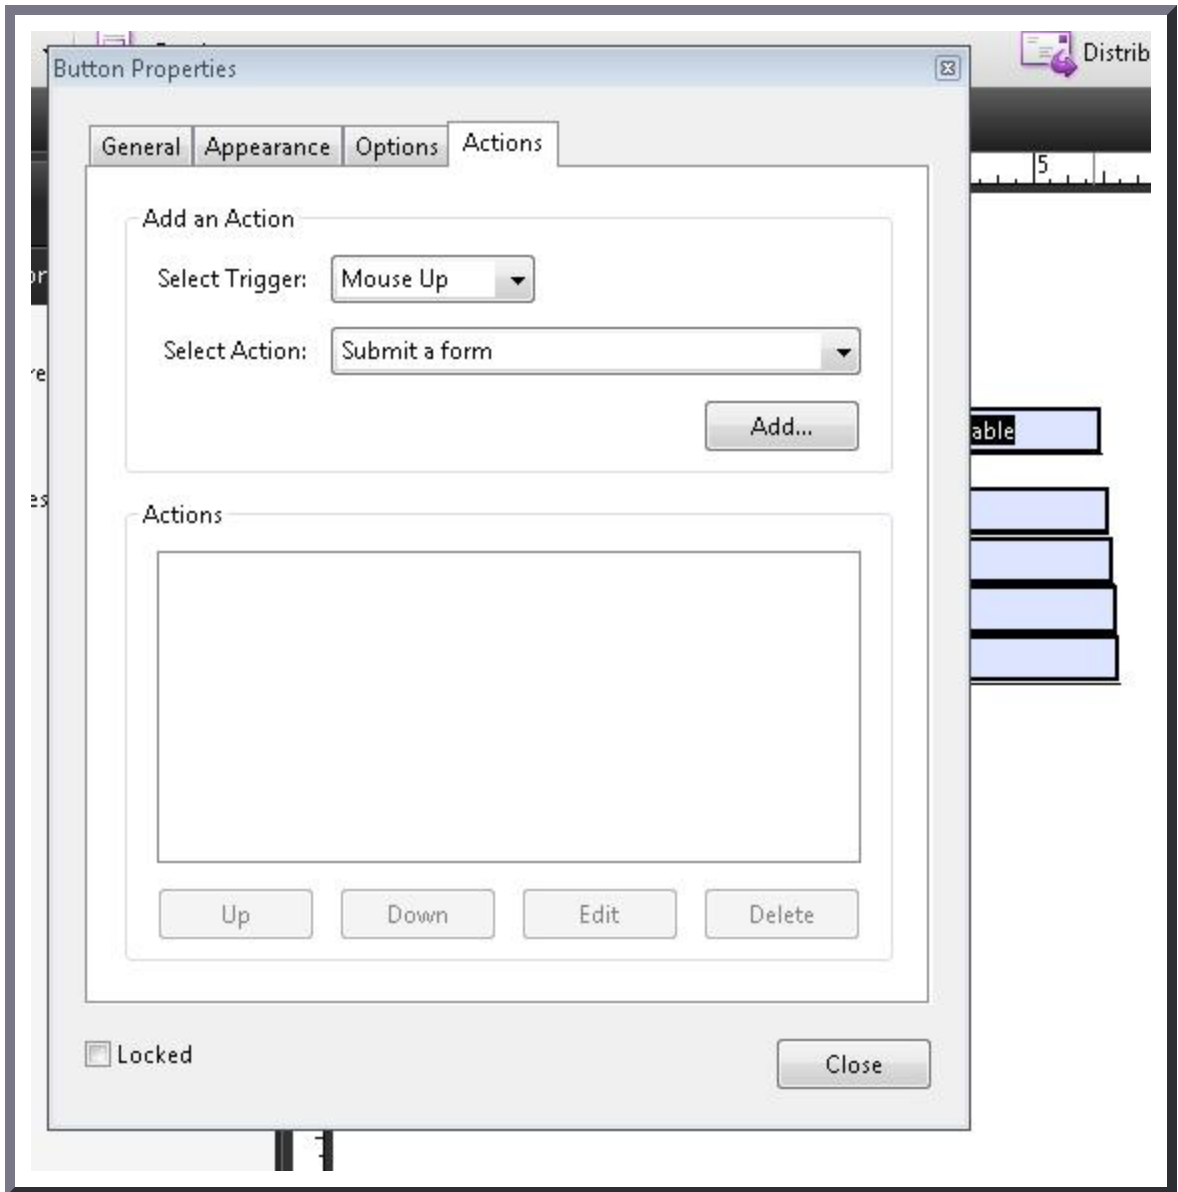 Distrib
Button Properties
General Appearance Options Actions
5
Add an Action
Select Trigger: Mouse Up
Select Action: Submit a form
Add...
able
Actions
Up Down Edit Delete
Locked
Close